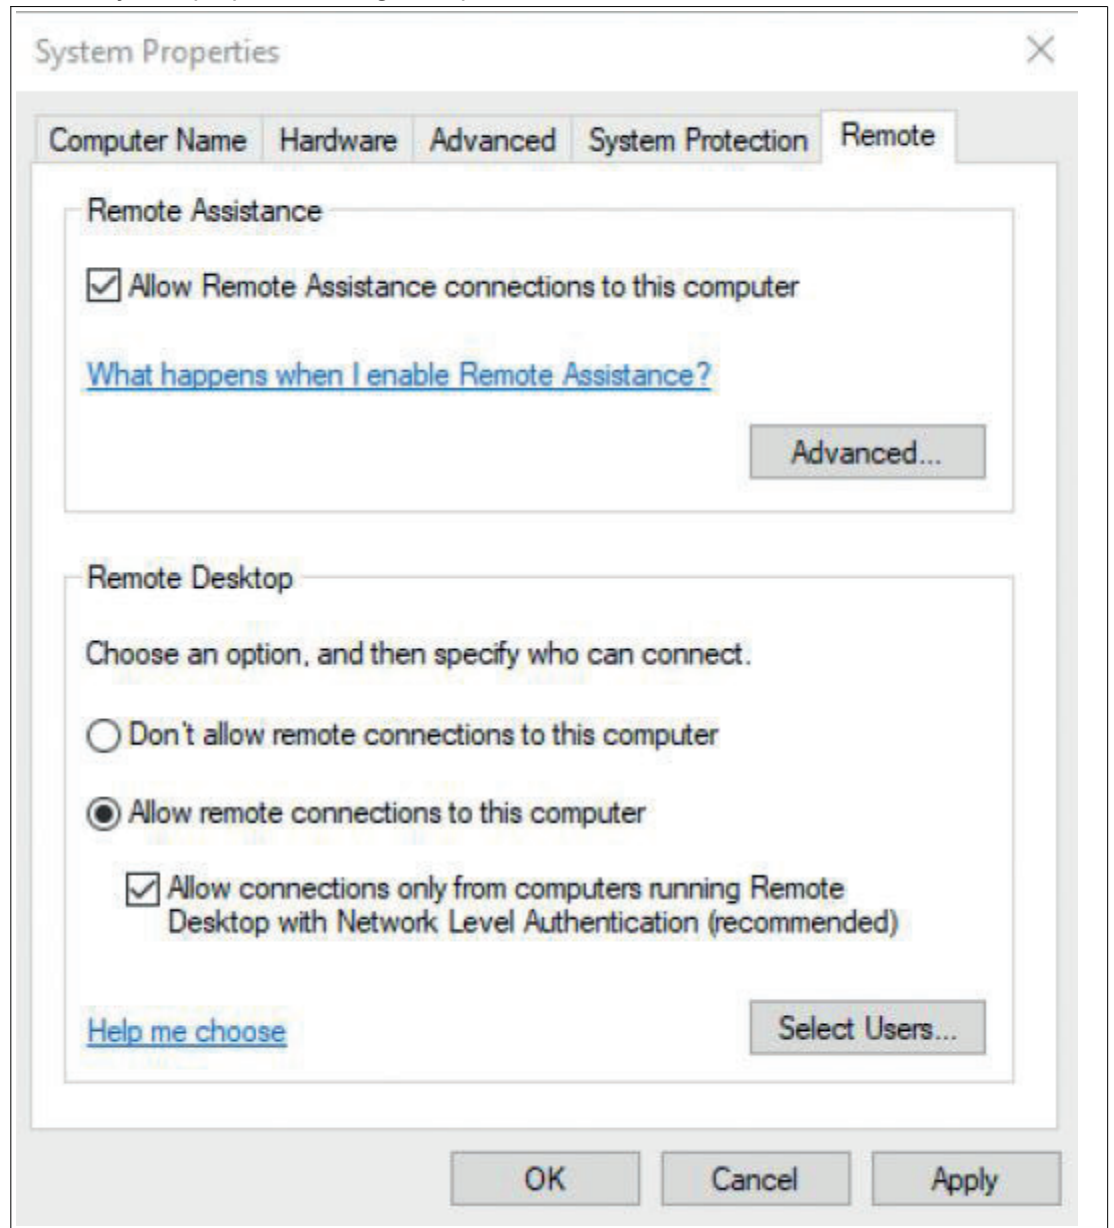 System Properties
Computer Name Hardware Advanced System Protection Remote
Remote Assistance
Allow Remote Assistance connections to this computer
What happens when I enable Remote Assistance?
Advanced...
Remote Desktop
Choose an option, and then specify who can connect.
Don't allow remote connections to this computer
Allow remote connections to this computer
Allow connections only from computers running Remote
Desktop with Network Level Authentication (recommended)
Help me choose
Select Users...
OK Cancel Apply